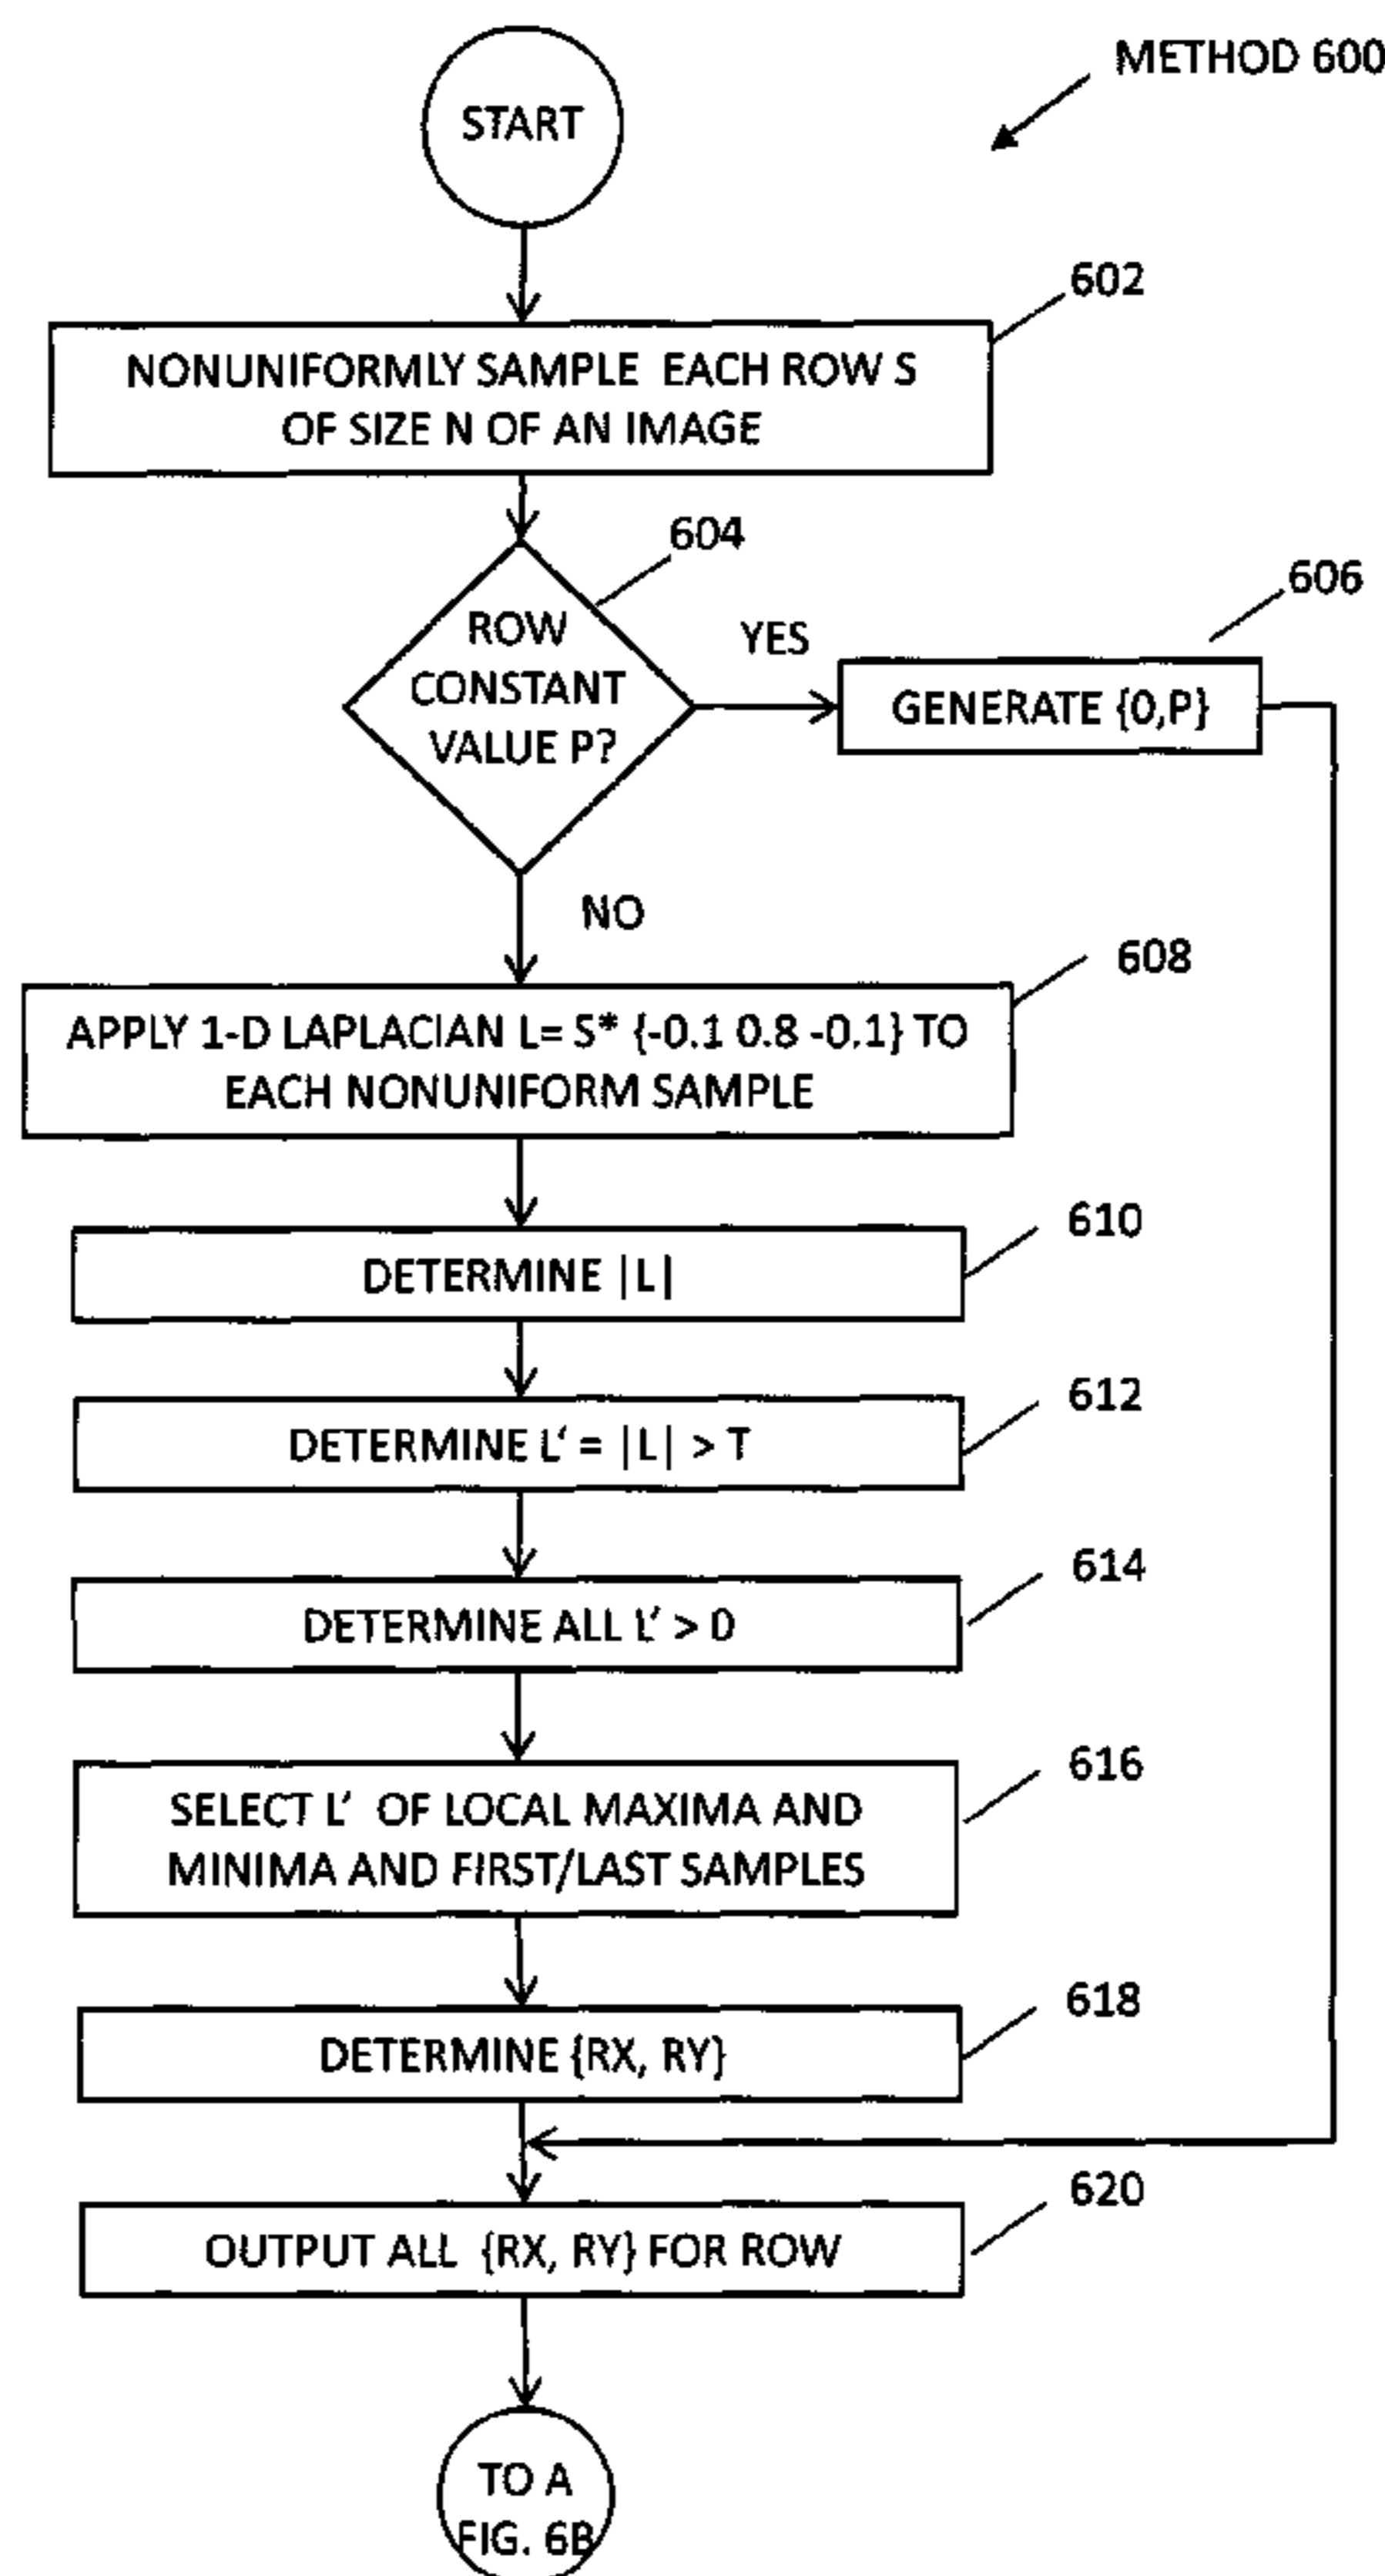 METHOD 600
START
602
NONUNIFORMLY SAMPLE EACH ROW S
OF SIZE N OF AN IMAGE
604
ROW
CONSTANT
VALUE P?
YES
606
GENERATE {0,P}
NO
608
APPLY 1-D LAPLACIAN L= S* {-0.1 0.8 -0.1} TO
EACH NONUNIFORM SAMPLE
610
DETERMINE |L|
612
DETERMINE L' = |L| > T
614
DETERMINE ALL L' > 0
616
SELECT L' OF LOCAL MAXIMA AND
MINIMA AND FIRST/LAST SAMPLES
618
DETERMINE {RX, RY}
620
OUTPUT ALL {RX, RY} FOR ROW
TO A
FIG. 6B